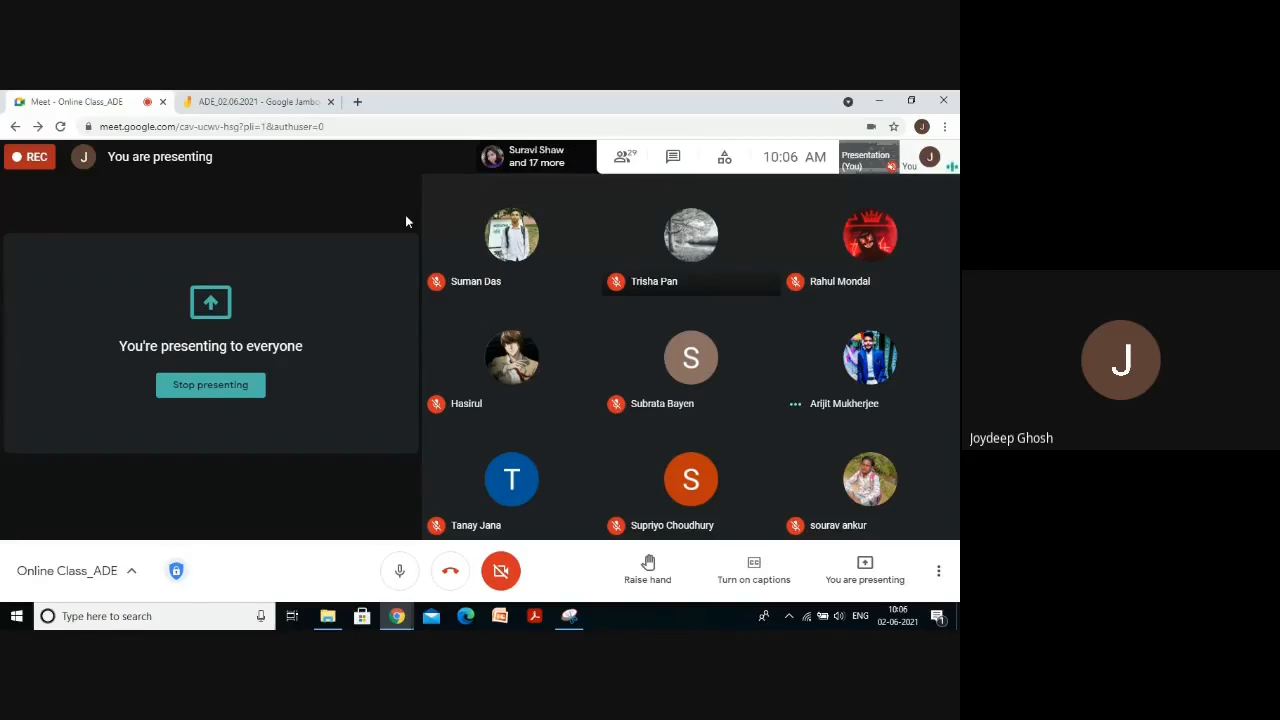 Meet - Online Class_ADE
ADE_02.06.2021 - Google Jambo
meet.google.com/cav-ucwv-hsg?pli=1&authuser=0
REC
J
You are presenting
Suravi Shaw
and 17 more
29
10:06 AM
Presentation
(You)
You
J
You're presenting to everyone
Stop presenting
Suman Das
Trisha Pan
Rahul Mondal
Hasirul
S
Subrata Bayen
Arijit Mukherjee
T
Tanay Jana
S
Supriyo Choudhury
sourav ankur
J
Joydeep Ghosh
Online Class_ADE
Raise hand
Turn on captions
You are presenting
Type here to search
ENG
10:06
02-06-2021
1